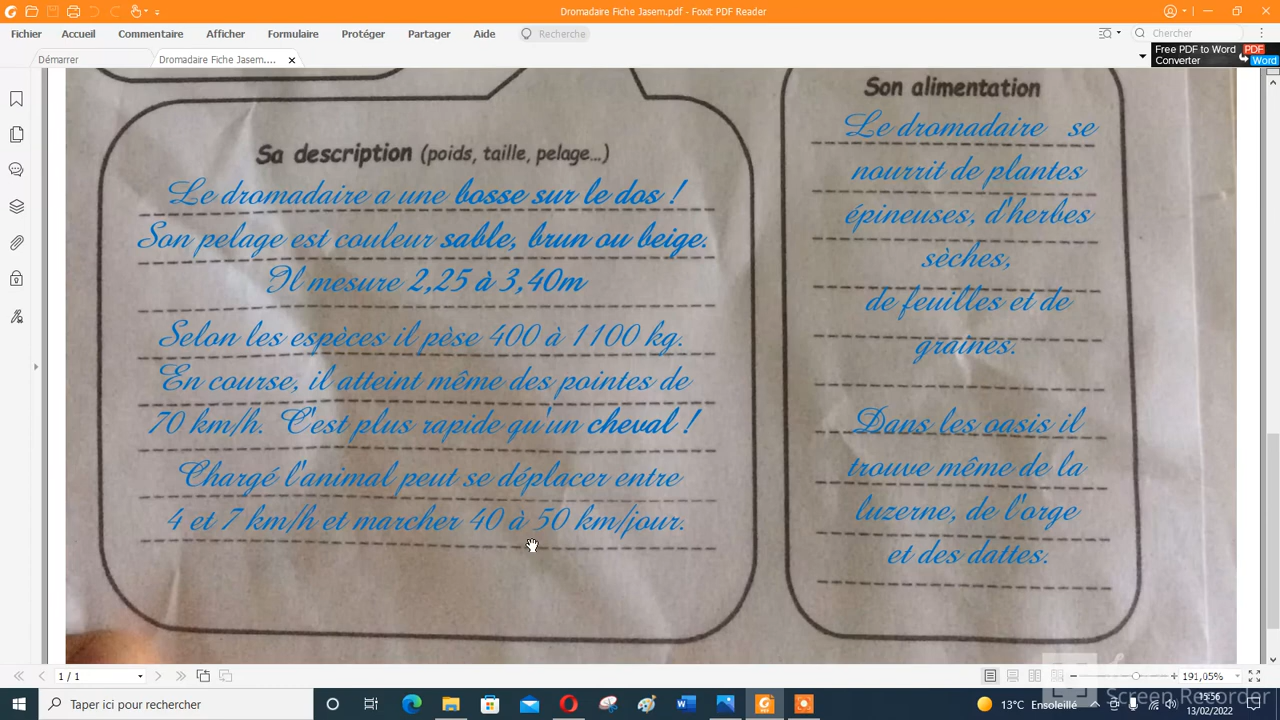 Dromadaire Fiche Jasem.pdf - Foxit PDF Reader
Fichier Accueil Commentaire Afficher Formulaire Protéger Partager Aide Recherche Chercher
Démarrer Dromadaire Fiche Jasem.... Free PDF to Word Converter PDF Word
Sa description (poids, taille, pelage...)
Le dromadaire a une bosse sur le dos !
Son pelage est couleur sable, brun ou beige.
Il mesure 2,25 à 3,40m
Selon les espèces il pèse 400 à 1100 kg.
En course, il atteint même des pointes de
70 km/h. C'est plus rapide qu'un cheval !
Chargé l'animal peut se déplacer entre
4 et 7 km/h et marcher 40 à 50 km/jour.
Son alimentation
Le dromadaire se
nourrit de plantes
épineuses, d'herbes
sèches,
de feuilles et de
graines.
Dans les oasis il
trouve même de la
luzerne, de l'orge
et des dattes.
1 / 1 191,05%
Screen Recorder
Taper ici pour rechercher 13°C Ensoleillé 15:56
13/02/2022